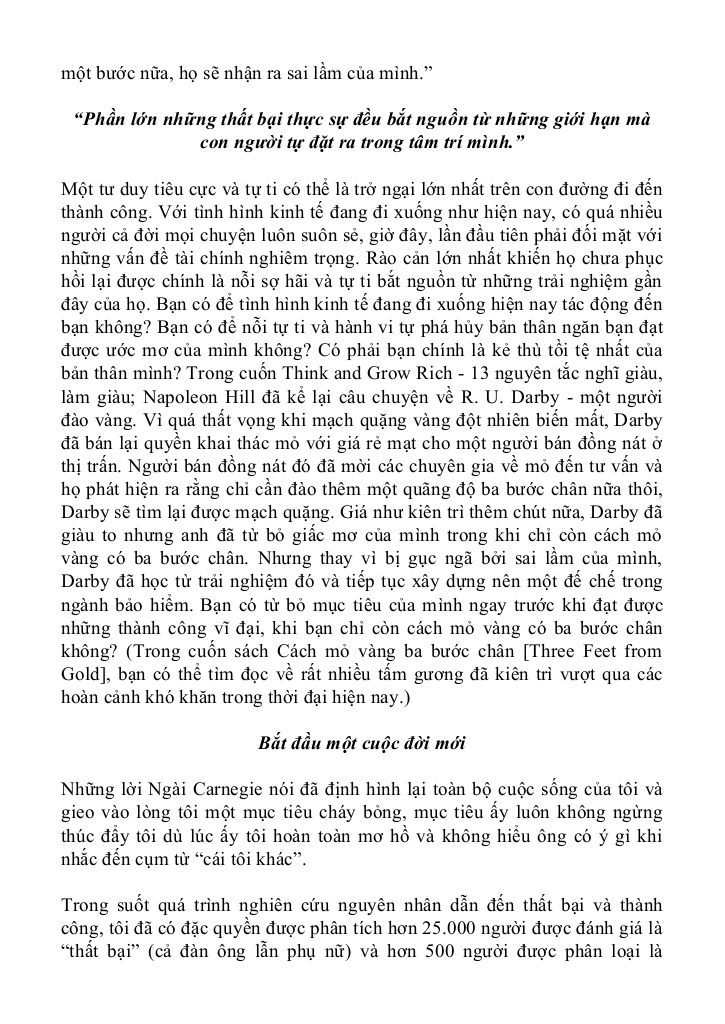 một bước nữa, họ sẽ nhận ra sai lầm của mình.”
“Phần lớn những thất bại thực sự đều bắt nguồn từ những giới hạn mà
con người tự đặt ra trong tâm trí mình.”
Một tư duy tiêu cực và tự ti có thể là trở ngại lớn nhất trên con đường đi đến
thành công. Với tình hình kinh tế đang đi xuống như hiện nay, có quá nhiều
người cả đời mọi chuyện luôn suôn sẻ, giờ đây, lần đầu tiên phải đối mặt với
những vấn đề tài chính nghiêm trọng. Rào cản lớn nhất khiến họ chưa phục
hồi lại được chính là nỗi sợ hãi và tự ti bắt nguồn từ những trải nghiệm gần
đây của họ. Bạn có để tình hình kinh tế đang đi xuống hiện nay tác động đến
bạn không? Bạn có để nỗi tự ti và hành vi tự phá hủy bản thân ngăn bạn đạt
được ước mơ của mình không? Có phải bạn chính là kẻ thù tồi tệ nhất của
bản thân mình? Trong cuốn Think and Grow Rich - 13 nguyên tắc nghĩ giàu,
làm giàu; Napoleon Hill đã kể lại câu chuyện về R. U. Darby - một người
đào vàng. Vì quá thất vọng khi mạch quặng vàng đột nhiên biến mất, Darby
đã bán lại quyền khai thác mỏ với giá rẻ mạt cho một người bán đồng nát ở
thị trấn. Người bán đồng nát đó đã mời các chuyên gia về mỏ đến tư vấn và
họ phát hiện ra rằng chỉ cần đào thêm một quãng độ ba bước chân nữa thôi,
Darby sẽ tìm lại được mạch quặng. Giá như kiên trì thêm chút nữa, Darby đã
giàu to nhưng anh đã từ bỏ giấc mơ của mình trong khi chỉ còn cách mỏ
vàng có ba bước chân. Nhưng thay vì bị gục ngã bởi sai lầm của mình,
Darby đã học từ trải nghiệm đó và tiếp tục xây dựng nên một đế chế trong
ngành bảo hiểm. Bạn có từ bỏ mục tiêu của mình ngay trước khi đạt được
những thành công vĩ đại, khi bạn chỉ còn cách mỏ vàng có ba bước chân
không? (Trong cuốn sách Cách mỏ vàng ba bước chân [Three Feet from
Gold], bạn có thể tìm đọc về rất nhiều tấm gương đã kiên trì vượt qua các
hoàn cảnh khó khăn trong thời đại hiện nay.)
Bắt đầu một cuộc đời mới
Những lời Ngài Carnegie nói đã định hình lại toàn bộ cuộc sống của tôi và
gieo vào lòng tôi một mục tiêu cháy bỏng, mục tiêu ấy luôn không ngừng
thúc đẩy tôi dù lúc ấy tôi hoàn toàn mơ hồ và không hiểu ông có ý gì khi
nhắc đến cụm từ “cái tôi khác”.
Trong suốt quá trình nghiên cứu nguyên nhân dẫn đến thất bại và thành
công, tôi đã có đặc quyền được phân tích hơn 25.000 người được đánh giá là
“thất bại” (cả đàn ông lẫn phụ nữ) và hơn 500 người được phân loại là